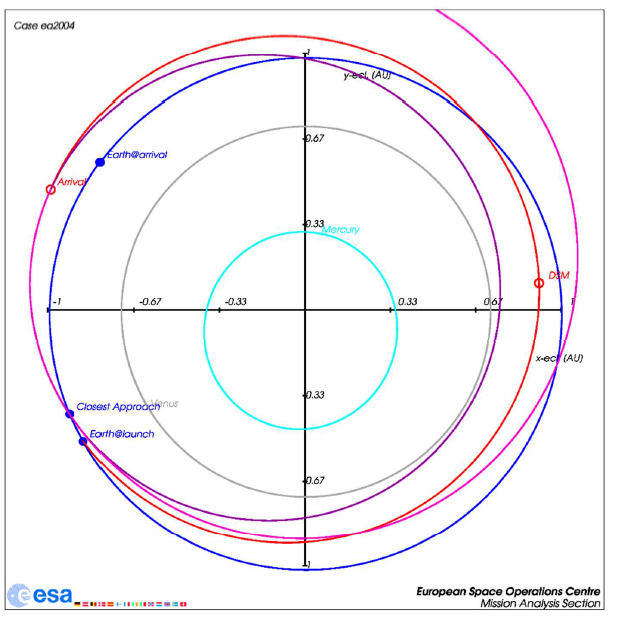 Case ea2004
1
y-ecl, (AU)
-0.67
Earth@arrival
Arrival
-0.33
Mercury
DSM
-1
-0.67
-0.33
0.33
0.67
1
x-ecl, (AU)
-0.33
Venus
Closest Approach
Earth@launch
-0.67
-1
esa
European Space Operations Centre
Mission Analysis Section